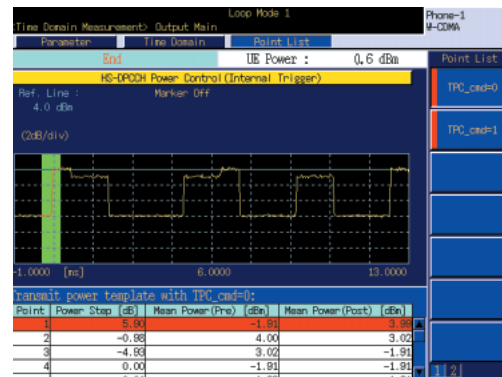 Loop Mode 1
<Time Domain Measurement> Output Main
Phone-1
W-CDMA
Parameter Time Domain Point List
End UE Power : 0.6 dBm
Point List
HS-DPCCH Power Control(Internal Trigger)
Ref. Line : Marker Off
4.0 dBm
TPC_cmd=0
TPC_cmd=1
(2dB/div)
-1.0000 [ms] 6.0000 13.0000
Transmit power template with TPC_cmd=0:
Point Power Step [dB] Mean Power(Pre) [dBm] Mean Power(Post) [dBm]
1 5.90 -1.91 3.99
2 -0.98 4.00 3.02
3 -4.93 3.02 -1.91
4 0.00 -1.91 -1.91
1 2